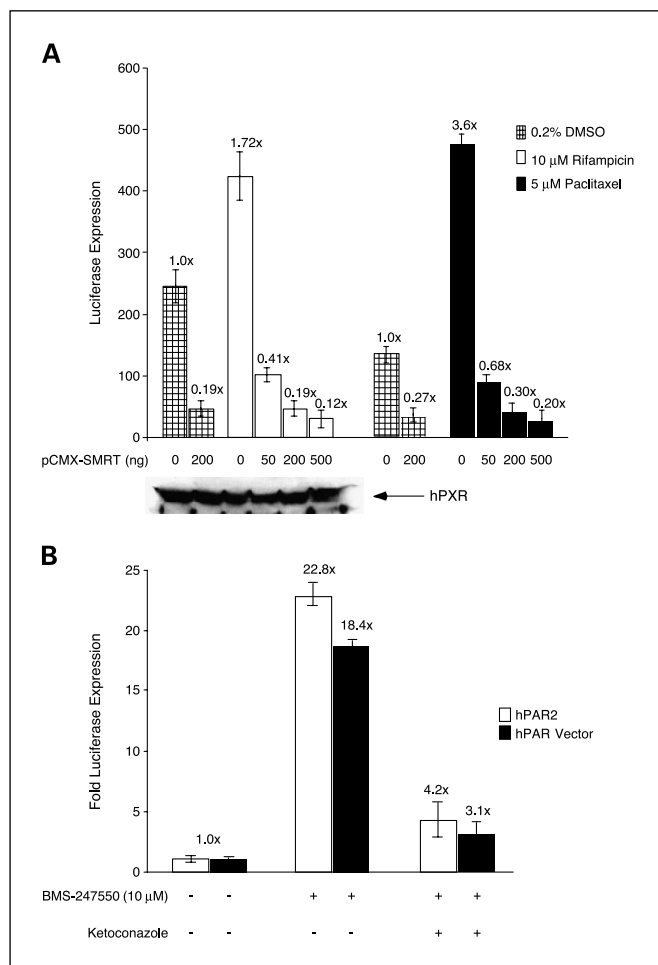 A
600
500
400
300
200
100
0
Luciferase Expression
1.0x
0.19x
1.72x
0.41x
0.19x
0.12x
1.0x
0.27x
3.6x
0.68x
0.30x
0.20x
0.2% DMSO
10 μM Rifampicin
5 μM Paclitaxel
pCMX-SMRT (ng) 0 200 0 50 200 500 0 200 0 50 200 500
hPXR
B
25
20
15
10
5
0
Fold Luciferase Expression
1.0x
22.8x
18.4x
4.2x
3.1x
hPAR2
hPAR Vector
BMS-247550 (10 μM) - - + + + +
Ketoconazole - - - - + +